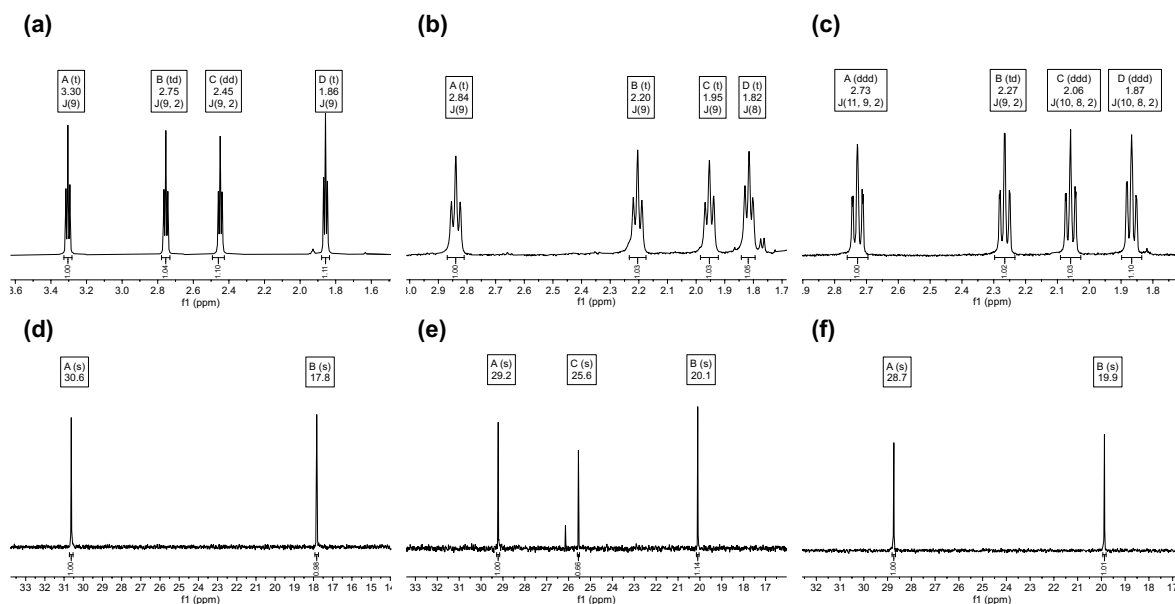 (a)
A (t)
3.30
J(9)
B (td)
2.75
J(9, 2)
C (dd)
2.45
J(9, 2)
D (t)
1.86
J(9)
1.00
1.04
1.10
1.11
3.6 3.4 3.2 3.0 2.8 2.6 2.4 2.2 2.0 1.8 1.6
f1 (ppm)
(b)
A (t)
2.84
J(9)
B (t)
2.20
J(9)
C (t)
1.95
J(9)
D (t)
1.82
J(8)
1.00
1.03
1.03
1.05
2.9 2.8 2.7 2.6 2.5 2.4 2.3 2.2 2.1 2.0 1.9 1.8 1.7
f1 (ppm)
(c)
A (ddd)
2.73
J(11, 9, 2)
B (td)
2.27
J(9, 2)
C (ddd)
2.06
J(10, 8, 2)
D (ddd)
1.87
J(10, 8, 2)
1.00
1.02
1.03
1.10
2.9 2.8 2.7 2.6 2.5 2.4 2.3 2.2 2.1 2.0 1.9 1.8
f1 (ppm)
(d)
A (s)
30.6
B (s)
17.8
1.00
0.98
33 32 31 30 29 28 27 26 25 24 23 22 21 20 19 18 17 16 15 14
f1 (ppm)
(e)
A (s)
29.2
C (s)
25.6
B (s)
20.1
1.00
0.66
1.14
33 32 31 30 29 28 27 26 25 24 23 22 21 20 19 18 17
f1 (ppm)
(f)
A (s)
28.7
B (s)
19.9
1.00
1.01
32 31 30 29 28 27 26 25 24 23 22 21 20 19 18 17
f1 (ppm)